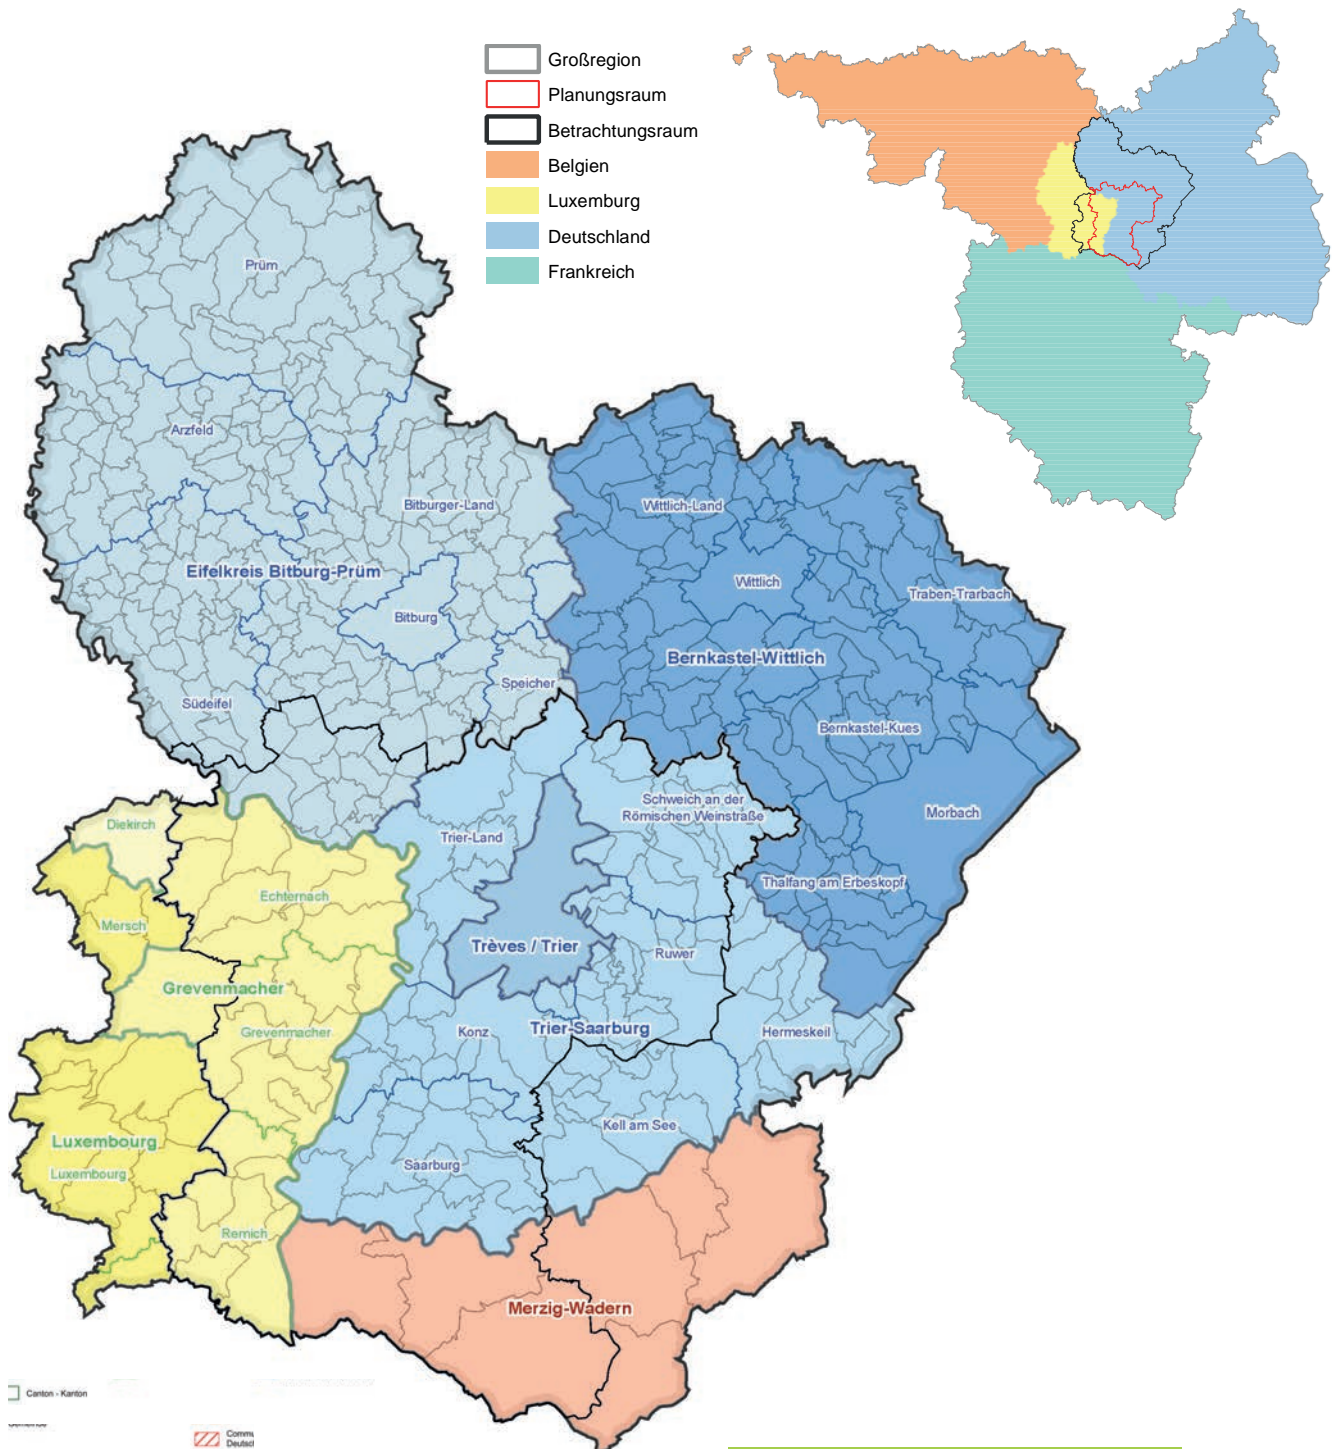 Großregion
Planungsraum
Betrachtungsraum
Belgien
Luxemburg
Deutschland
Frankreich
Prüm
Arzfeld
Bitburger-Land
Wittlich-Land
Eifelkreis Bitburg-Prüm
Wittlich
Traben-Trarbach
Bitburg
Bernkastel-Wittlich
Speicher
Südeifel
Bernkastel-Kues
Schweich an der
Römischen Weinstraße
Morbach
Diekirch
Trier-Land
Thalfang am Erbeskopf
Echternach
Mersch
Trèves / Trier
Ruwer
Grevenmacher
Grevenmacher
Konz
Trier-Saarburg
Hermeskeil
Kell am See
Luxembourg
Luxembourg
Saarburg
Remich
Merzig-Wadern
Canton - Kanton